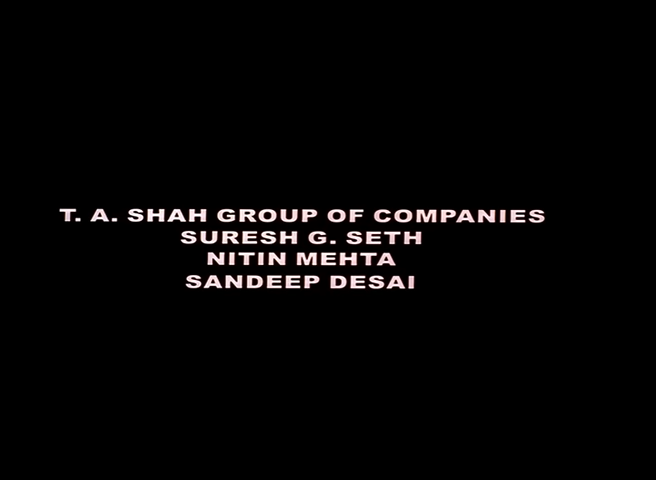 T. A. SHAH GROUP OF COMPANIES
SURESH G. SETH
NITIN MEHTA
SANDEEP DESAI